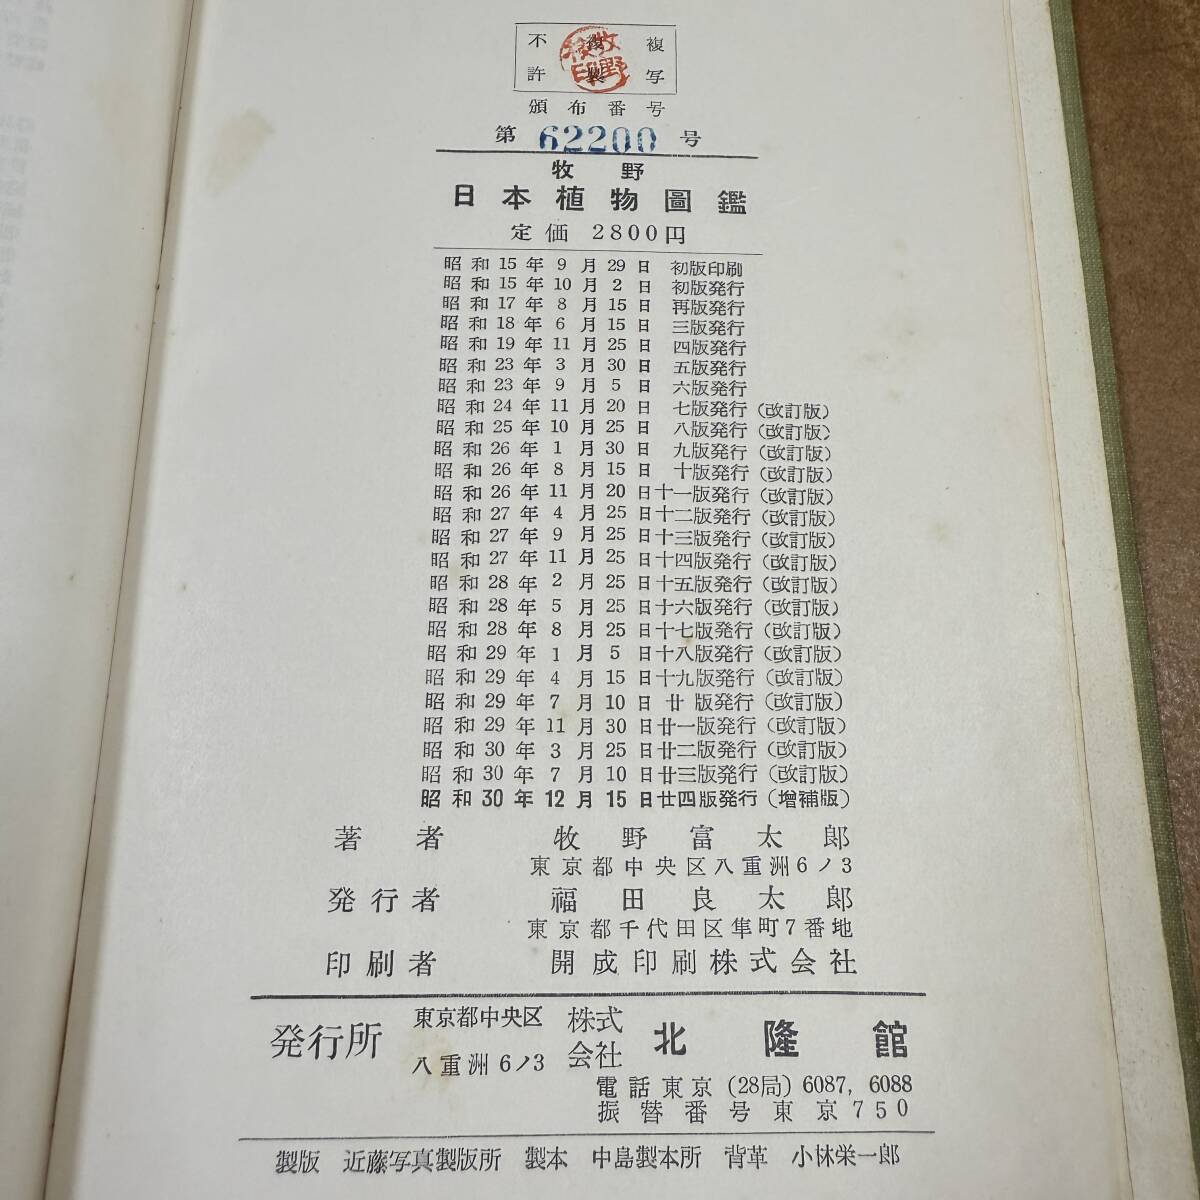 不 後 複
許 製 写
牧野
検印
頒布番号
第 62200 号
牧野
日本植物圖鑑
定価 2800円
昭和15年9月29日 初版印刷
昭和15年10月2日 初版発行
昭和17年8月15日 再版発行
昭和18年6月15日 三版発行
昭和19年11月25日 四版発行
昭和23年3月30日 五版発行
昭和23年9月5日 六版発行
昭和24年11月20日 七版発行(改訂版)
昭和25年10月25日 八版発行(改訂版)
昭和26年1月30日 九版発行(改訂版)
昭和26年8月15日 十版発行(改訂版)
昭和26年11月20日十一版発行(改訂版)
昭和27年4月25日十二版発行(改訂版)
昭和27年9月25日十三版発行(改訂版)
昭和27年11月25日十四版発行(改訂版)
昭和28年2月25日十五版発行(改訂版)
昭和28年5月25日十六版発行(改訂版)
昭和28年8月25日十七版発行(改訂版)
昭和29年1月5日十八版発行(改訂版)
昭和29年4月15日十九版発行(改訂版)
昭和29年7月10日廿版発行(改訂版)
昭和29年11月30日廿一版発行(改訂版)
昭和30年3月25日廿二版発行(改訂版)
昭和30年7月10日廿三版発行(改訂版)
昭和30年12月15日廿四版発行(増補版)
著者 牧野富太郎
東京都中央区八重洲6ノ3
発行者 福田良太郎
東京都千代田区隼町7番地
印刷者 開成印刷株式会社
発行所 東京都中央区八重洲6ノ3 株式会社 北隆館
電話東京(28局)6087, 6088
振替番号東京750
製版 近藤写真製版所 製本 中島製本所 背革 小林栄一郎